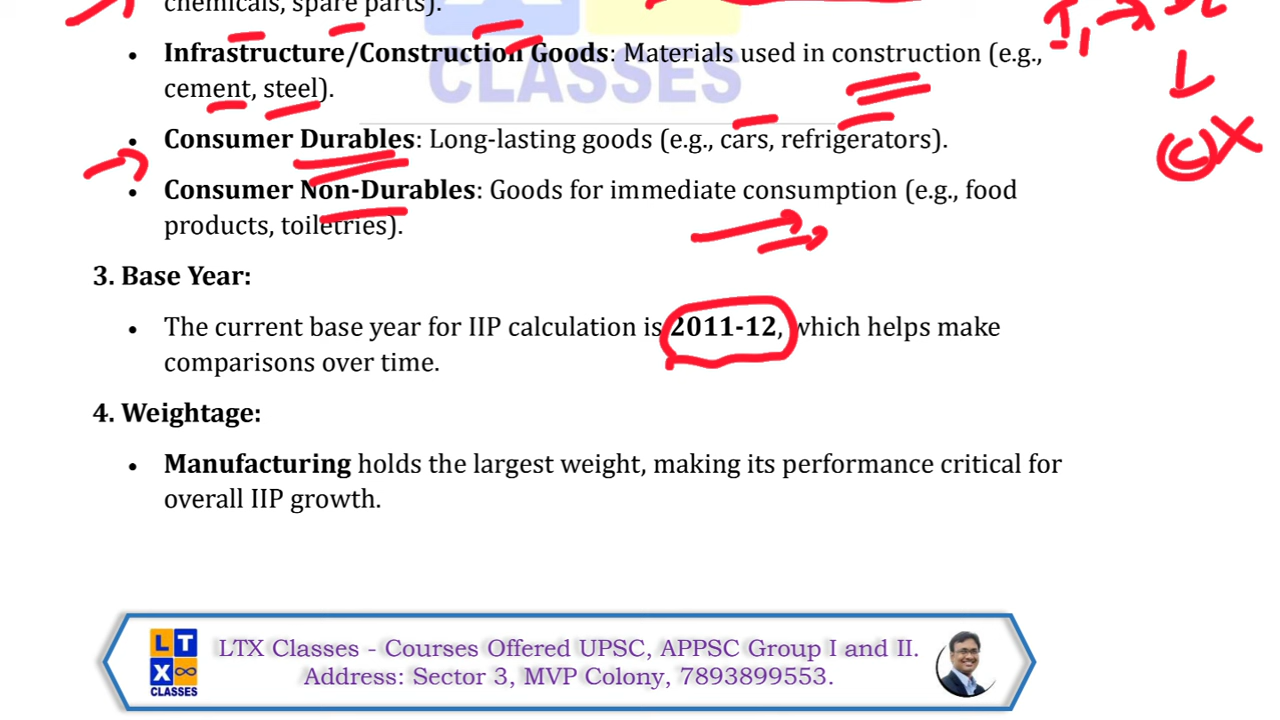 chemicals, spare parts).
• Infrastructure/Construction Goods: Materials used in construction (e.g.,
cement, steel).
• Consumer Durables: Long-lasting goods (e.g., cars, refrigerators).
• Consumer Non-Durables: Goods for immediate consumption (e.g., food
products, toiletries).
3. Base Year:
• The current base year for IIP calculation is 2011-12, which helps make
comparisons over time.
4. Weightage:
• Manufacturing holds the largest weight, making its performance critical for
overall IIP growth.
CLASSES
LTX Classes - Courses Offered UPSC, APPSC Group I and II.
Address: Sector 3, MVP Colony, 7893899553.
L T
X ∞
CLASSES